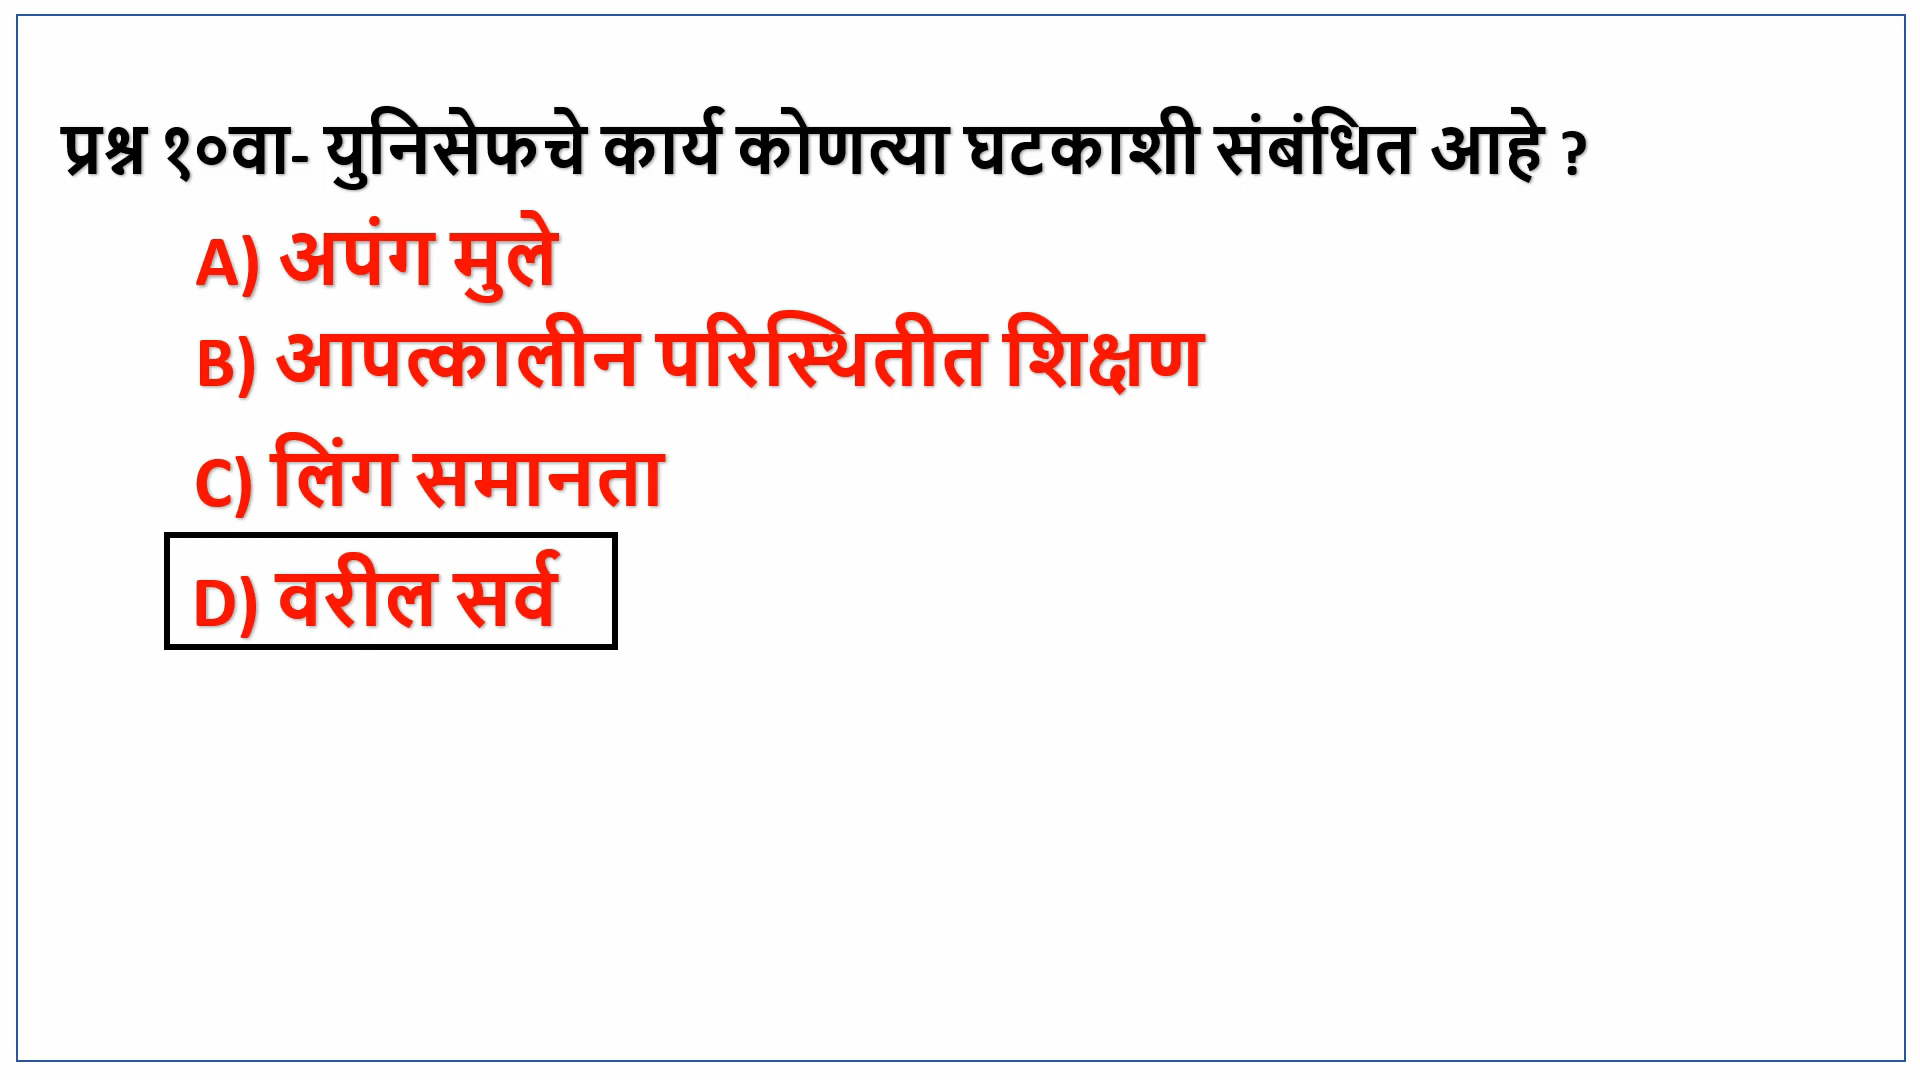 प्रश्न १०वा- युनिसेफचे कार्य कोणत्या घटकाशी संबंधित आहे ?
A) अपंग मुले
B) आपत्कालीन परिस्थितीत शिक्षण
C) लिंग समानता
D) वरील सर्व